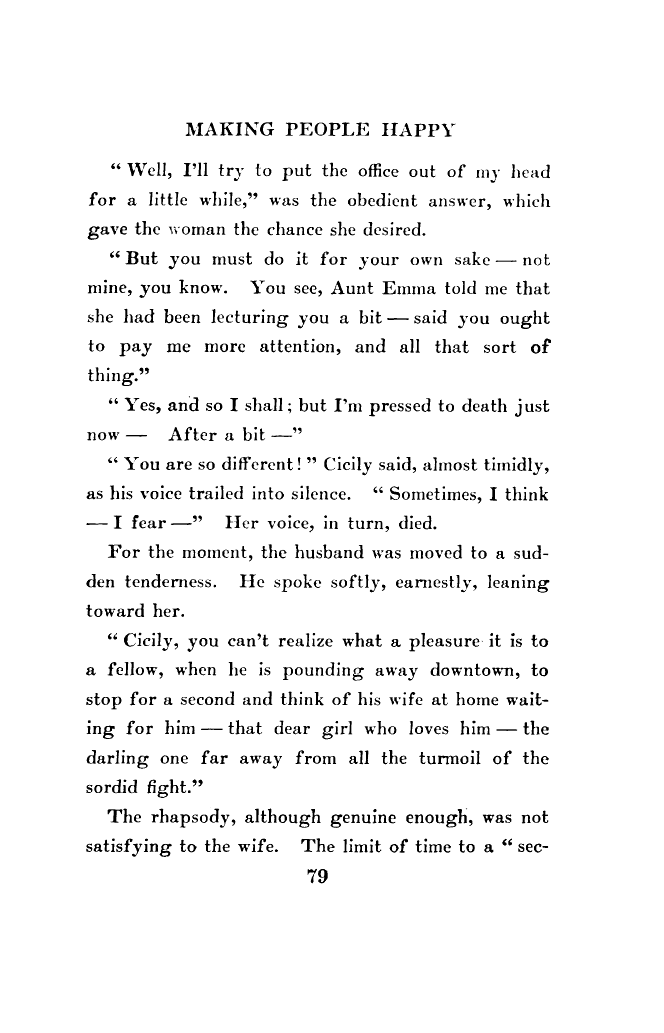 MAKING PEOPLE HAPPY
“ Well, I’ll try to put the office out of my head
for a little while,” was the obedient answer, which
gave the woman the chance she desired.
“ But you must do it for your own sake — not
mine, you know. You see, Aunt Emma told me that
she had been lecturing you a bit — said you ought
to pay me more attention, and all that sort of
thing.”
“ Yes, and so I shall ; but I’m pressed to death just
now — After a bit —”
“ You are so different ! ” Cicily said, almost timidly,
as his voice trailed into silence. “ Sometimes, I think
— I fear —” Her voice, in turn, died.
For the moment, the husband was moved to a sud-
den tenderness. He spoke softly, earnestly, leaning
toward her.
“ Cicily, you can’t realize what a pleasure it is to
a fellow, when he is pounding away downtown, to
stop for a second and think of his wife at home wait-
ing for him — that dear girl who loves him — the
darling one far away from all the turmoil of the
sordid fight.”
The rhapsody, although genuine enough, was not
satisfying to the wife. The limit of time to a “ sec-
79